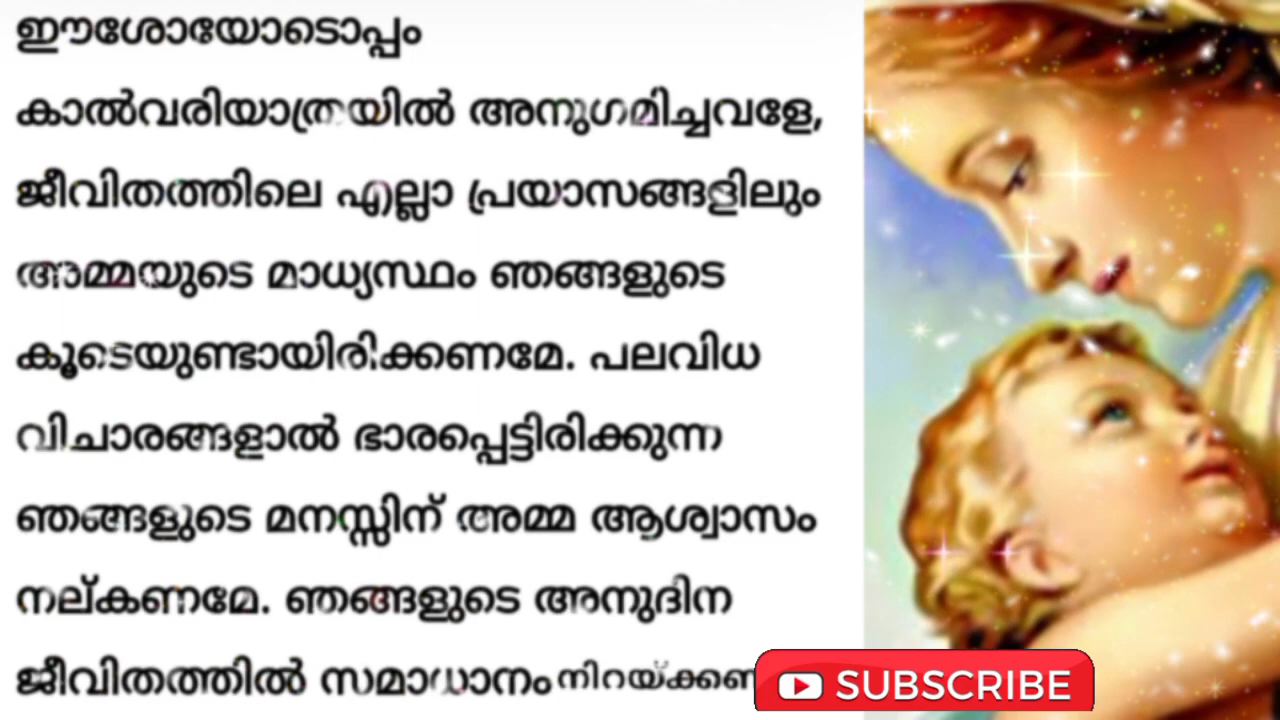 ഈശോയോടൊപ്പം
കാൽവരിയാത്രയിൽ അനുഗമിച്ചവളേ,
ജീവിതത്തിലെ എല്ലാ പ്രയാസങ്ങളിലും
അമ്മയുടെ മാധ്യസ്ഥം ഞങ്ങളുടെ
കൂടെയുണ്ടായിരിക്കണമേ. പലവിധ
വിചാരങ്ങളാൽ ഭാരപ്പെട്ടിരിക്കുന്ന
ഞങ്ങളുടെ മനസ്സിന് അമ്മ ആശ്വാസം
നല്കണമേ. ഞങ്ങളുടെ അനുദിന
ജീവിതത്തിൽ സമാധാനം
SUBSCRIBE